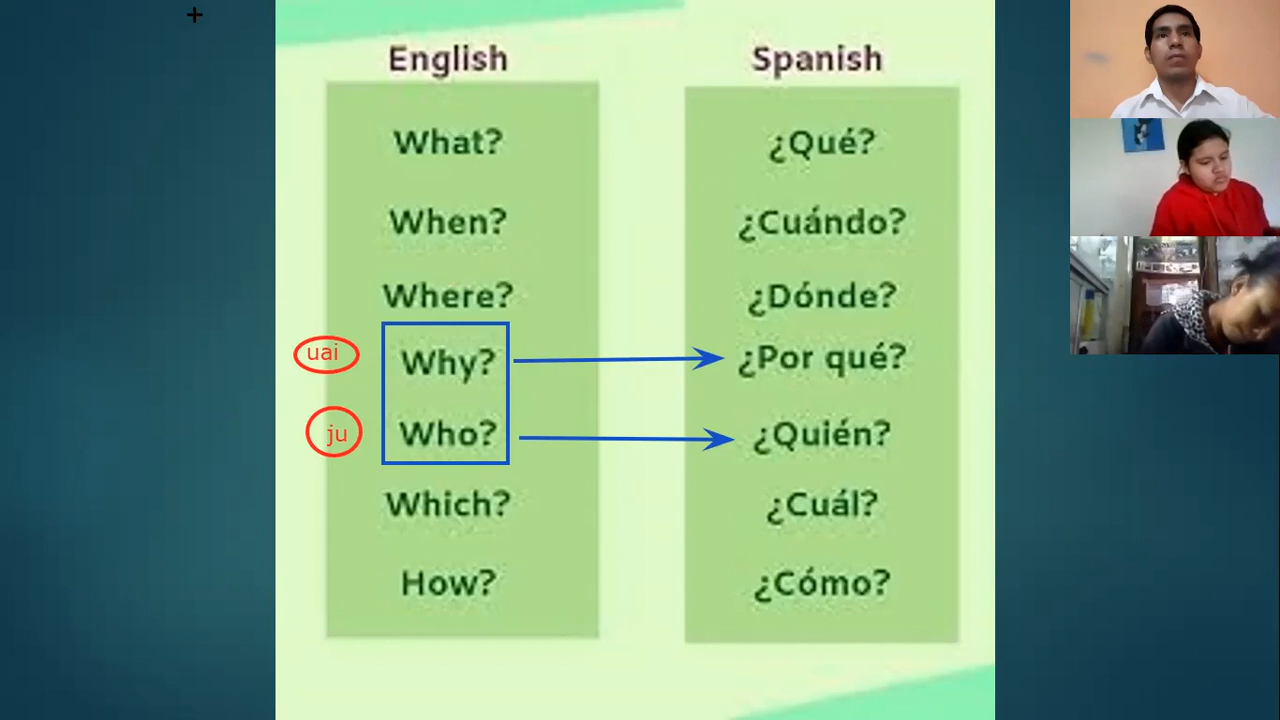 English Spanish
What? ¿Qué?
When? ¿Cuándo?
Where? ¿Dónde?
uai Why? ¿Por qué?
ju Who? ¿Quién?
Which? ¿Cuál?
How? ¿Cómo?